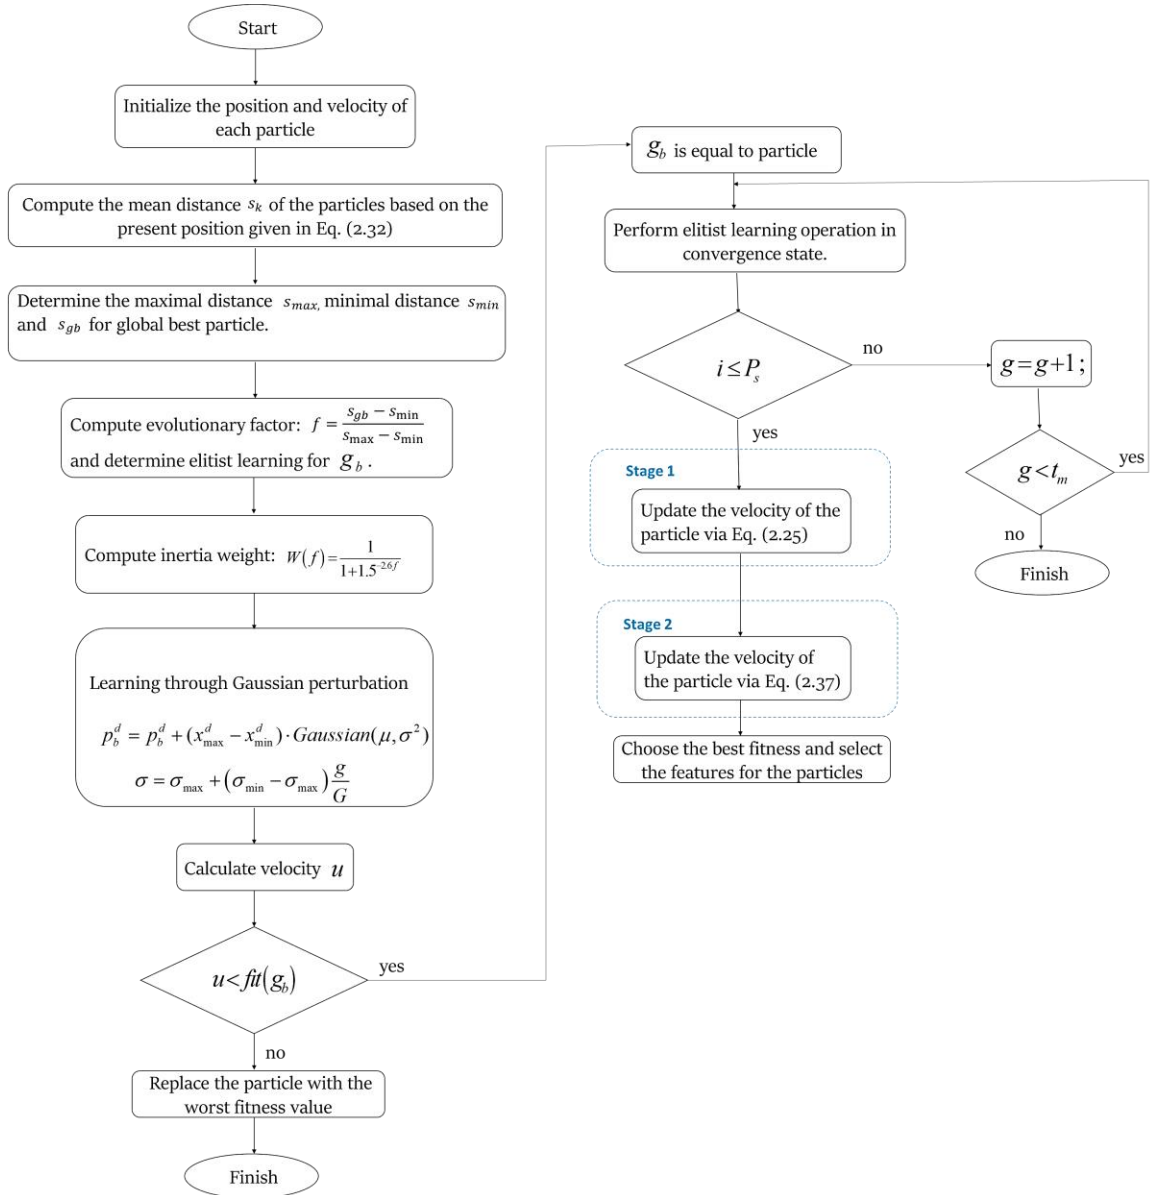 Start
Initialize the position and velocity of
each particle
Compute the mean distance s_k of the particles based on the
present position given in Eq. (2.32)
Determine the maximal distance s_max, minimal distance s_min
and s_gb for global best particle.
Compute evolutionary factor: f = (s_gb − s_min) / (s_max − s_min)
and determine elitist learning for g_b .
Compute inertia weight: W(f) = 1 / (1+1.5^-26f)
Learning through Gaussian perturbation
p_b^d = p_b^d + (x_max^d − x_min^d) · Gaussian(μ, σ^2)
σ = σ_max + (σ_min − σ_max) g/G
Calculate velocity u
u < fit(g_b)
yes
no
Replace the particle with the
worst fitness value
Finish
g_b is equal to particle
Perform elitist learning operation in
convergence state.
i ≤ P_s
no
yes
g=g+1;
g<t_m
yes
no
Finish
Stage 1
Update the velocity of the
particle via Eq. (2.25)
Stage 2
Update the velocity of
the particle via Eq. (2.37)
Choose the best fitness and select
the features for the particles